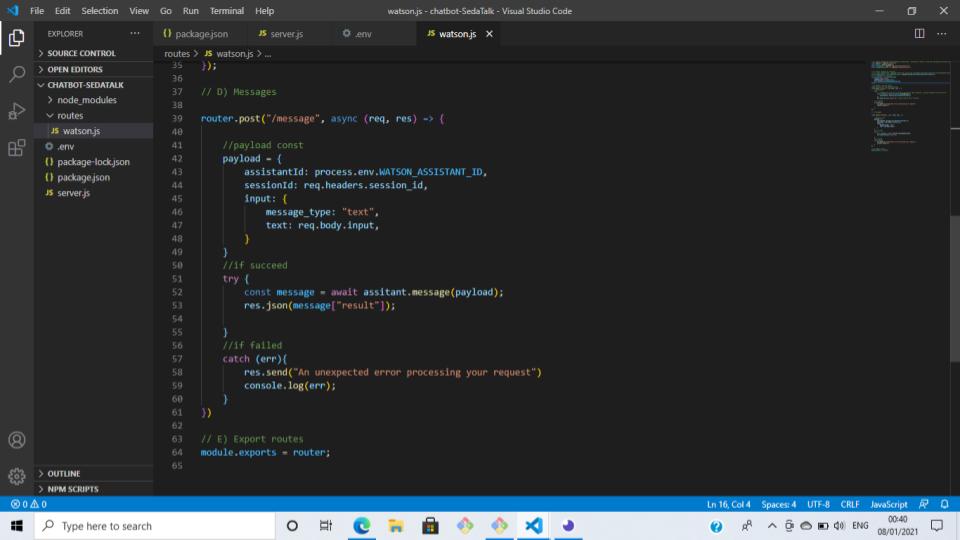 File Edit Selection View Go Run Terminal Help watson.js - chatbot-SedaTalk - Visual Studio Code
EXPLORER ... {} package.json JS server.js .env JS watson.js
SOURCE CONTROL
routes > JS watson.js > ...
OPEN EDITORS
CHATBOT-SEDATALK
node_modules
routes
JS watson.js
.env
{} package-lock.json
{} package.json
JS server.js
OUTLINE
NPM SCRIPTS
35 });
36
37 // D) Messages
38
39 router.post("/message", async (req, res) => {
40
41 //payload const
42 payload = {
43 assistantId: process.env.WATSON_ASSISTANT_ID,
44 sessionId: req.headers.session_id,
45 input: {
46 message_type: "text",
47 text: req.body.input,
48 }
49 }
50 //if succeed
51 try {
52 const message = await assitant.message(payload);
53 res.json(message["result"]);
54
55 }
56 //if failed
57 catch (err){
58 res.send("An unexpected error processing your request")
59 console.log(err);
60 }
61 })
62
63 // E) Export routes
64 module.exports = router;
65
0 0 Ln 16, Col 4 Spaces: 4 UTF-8 CRLF JavaScript
Type here to search ENG 00:40
08/01/2021